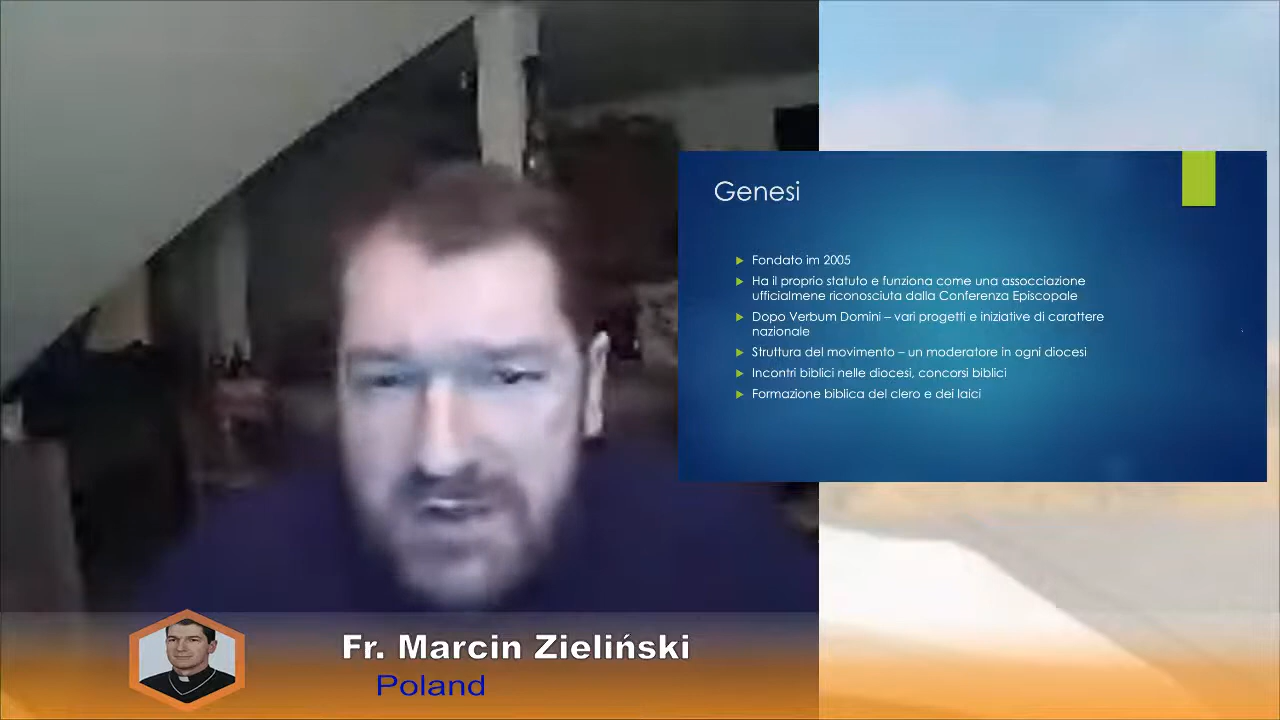 Genesi
Fondato im 2005
Ha il proprio statuto e funziona come una assocciazione
ufficialmene riconosciuta dalla Conferenza Episcopale
Dopo Verbum Domini – vari progetti e iniziative di carattere
nazionale
Struttura del movimento – un moderatore in ogni diocesi
Incontri biblici nelle diocesi, concorsi biblici
Formazione biblica del clero e dei laici
Fr. Marcin Zieliński
Poland